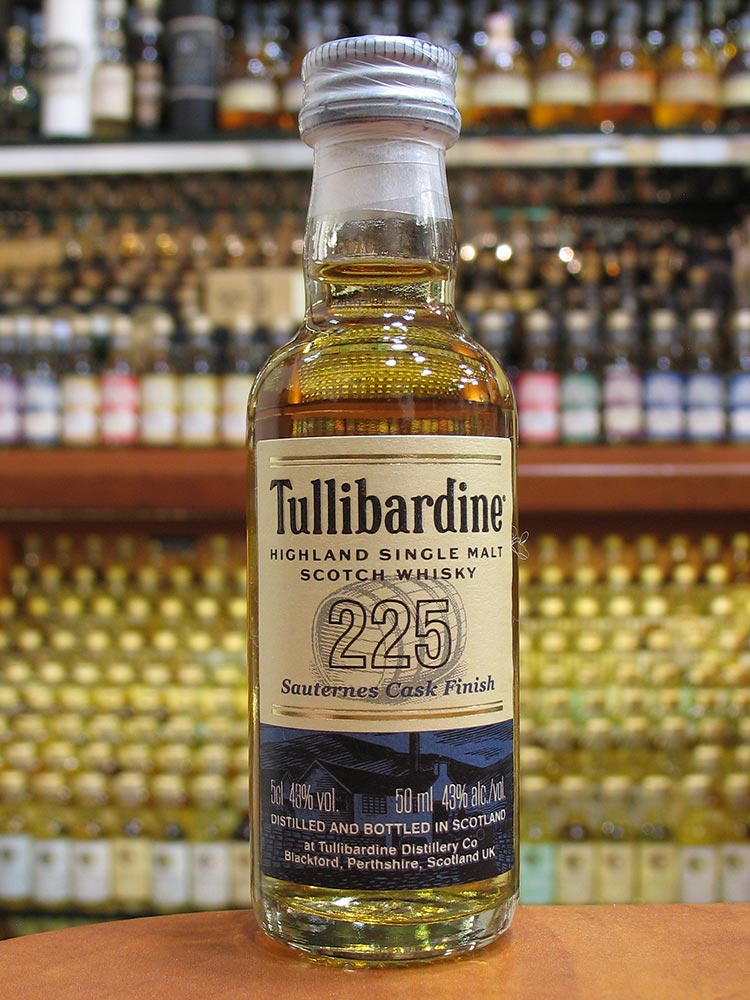 Tullibardine®
HIGHLAND SINGLE MALT
SCOTCH WHISKY
225
Sauternes Cask Finish
5cl 43% vol. 50 ml 43% alc./vol.
DISTILLED AND BOTTLED IN SCOTLAND
at Tullibardine Distillery Co
Blackford, Perthshire, Scotland UK